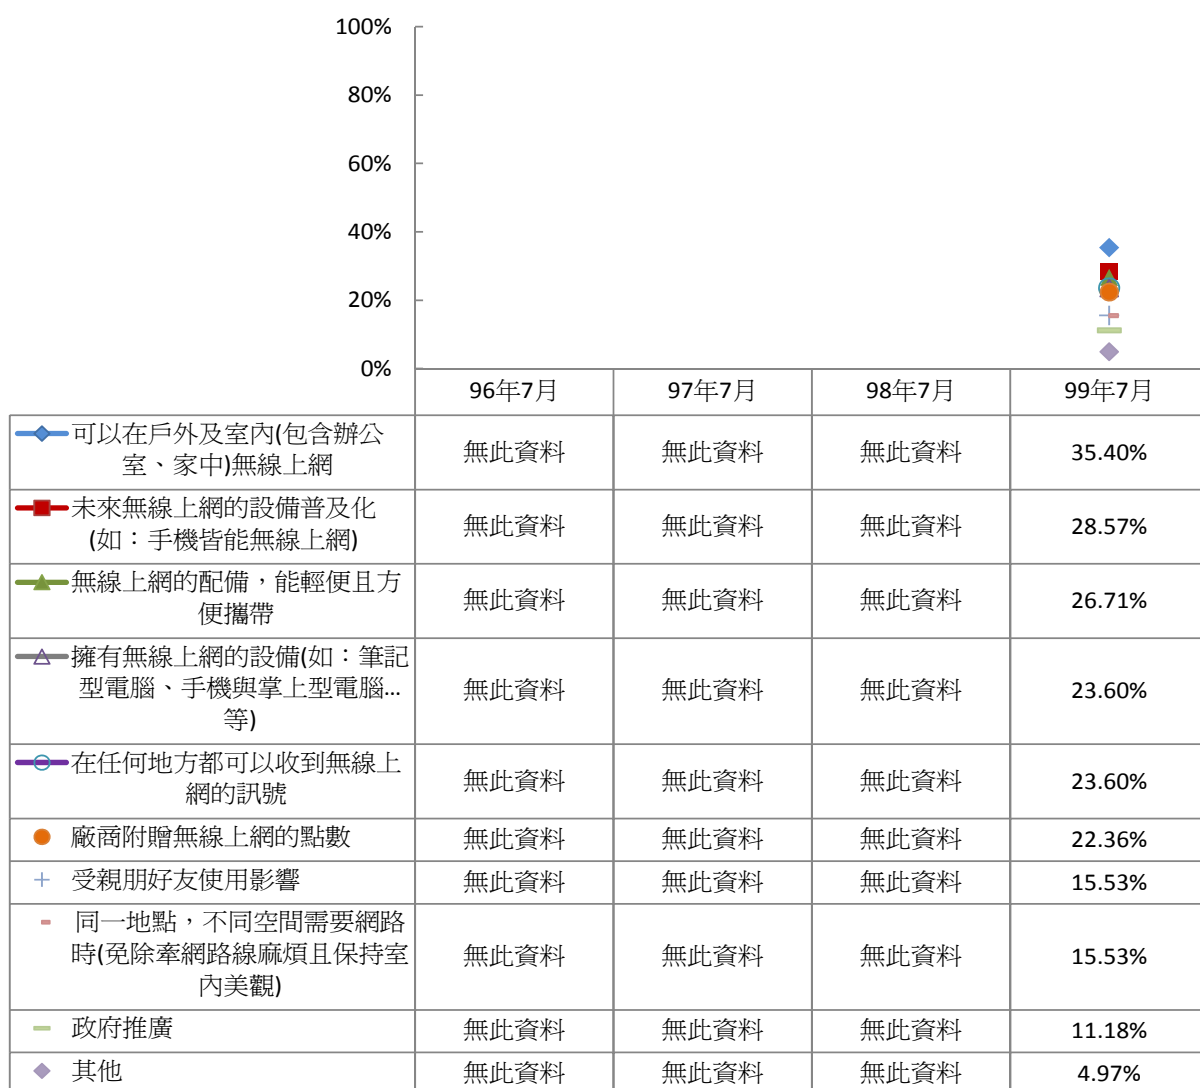 100%
80%
60%
40%
20%
0%
96年7月 97年7月 98年7月 99年7月
可以在戶外及室內(包含辦公
室、家中)無線上網
無此資料 無此資料 無此資料 35.40%
未來無線上網的設備普及化
(如：手機皆能無線上網)
無此資料 無此資料 無此資料 28.57%
無線上網的配備，能輕便且方
便攜帶
無此資料 無此資料 無此資料 26.71%
擁有無線上網的設備(如：筆記
型電腦、手機與掌上型電腦...
等)
無此資料 無此資料 無此資料 23.60%
在任何地方都可以收到無線上
網的訊號
無此資料 無此資料 無此資料 23.60%
廠商附贈無線上網的點數 無此資料 無此資料 無此資料 22.36%
受親朋好友使用影響 無此資料 無此資料 無此資料 15.53%
同一地點，不同空間需要網路
時(免除牽網路線麻煩且保持室
內美觀)
無此資料 無此資料 無此資料 15.53%
政府推廣 無此資料 無此資料 無此資料 11.18%
其他 無此資料 無此資料 無此資料 4.97%